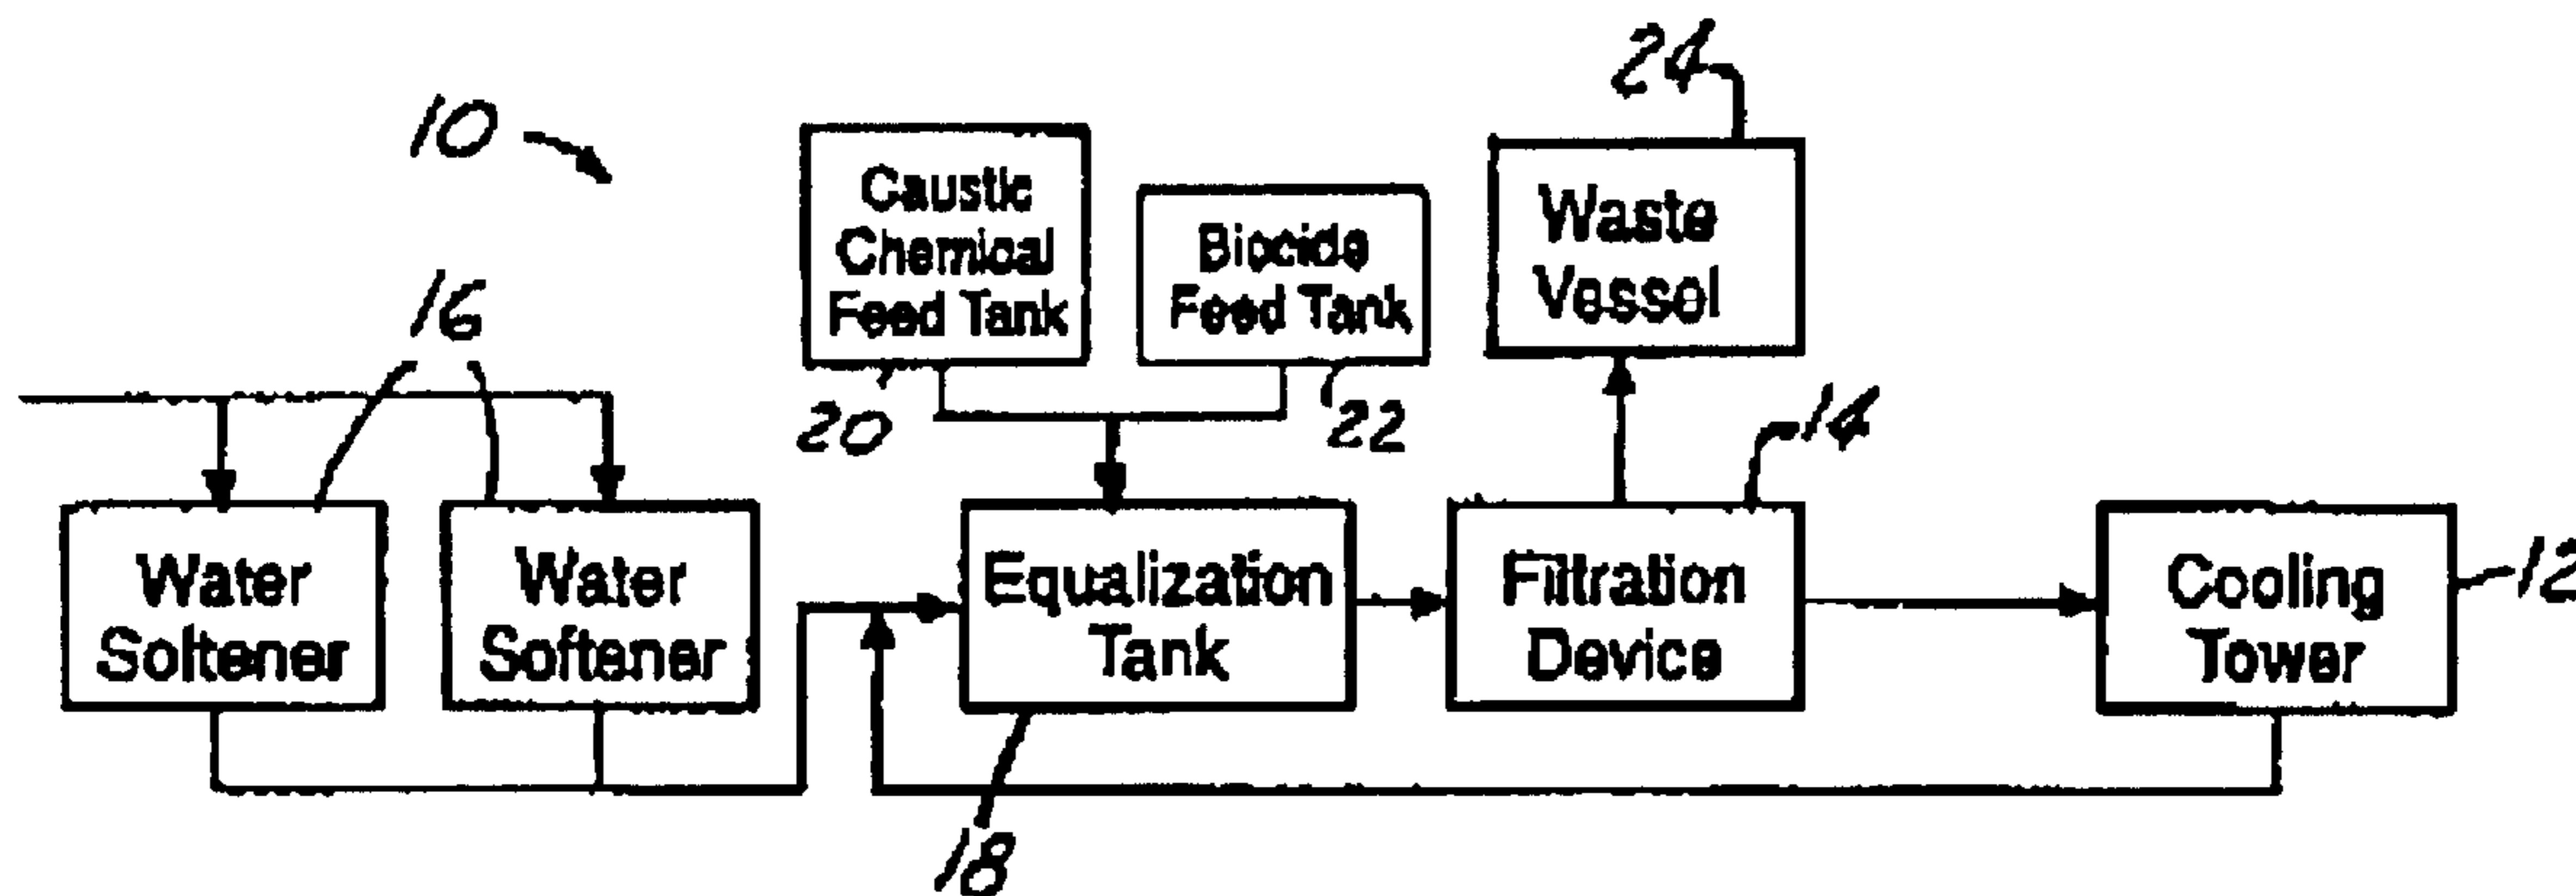 24
10
Caustic
Chemical
Feed Tank
Biocide
Feed Tank
Waste
Vessel
16
20
22
14
Water
Softener
Water
Softener
Equalization
Tank
Filtration
Device
Cooling
Tower
12
18